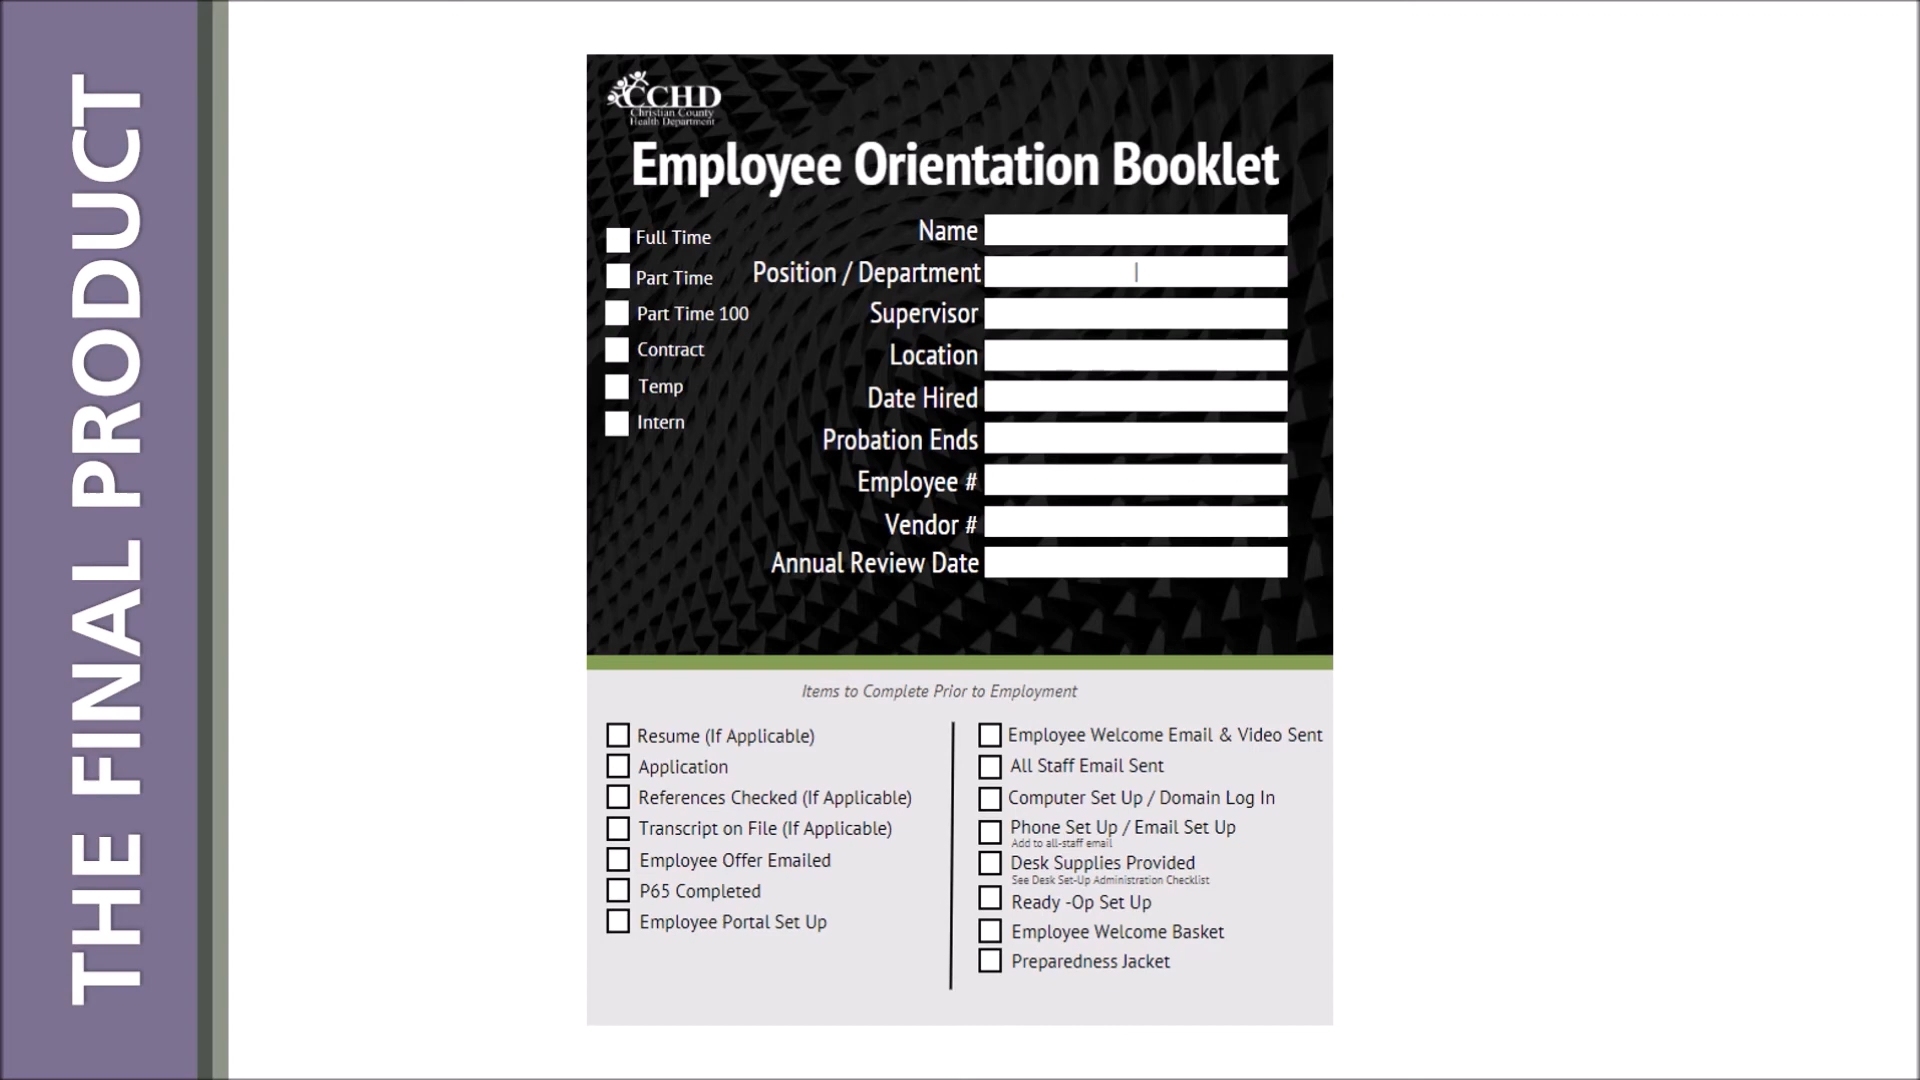 THE FINAL PRODUCT
CCHD
Christian County
Health Department
Employee Orientation Booklet
Full Time
Part Time
Part Time 100
Contract
Temp
Intern
Name
Position / Department
Supervisor
Location
Date Hired
Probation Ends
Employee #
Vendor #
Annual Review Date
Items to Complete Prior to Employment
Resume (If Applicable)
Application
References Checked (If Applicable)
Transcript on File (If Applicable)
Employee Offer Emailed
P65 Completed
Employee Portal Set Up
Employee Welcome Email & Video Sent
All Staff Email Sent
Computer Set Up / Domain Log In
Phone Set Up / Email Set Up
Add to all-staff email
Desk Supplies Provided
See Desk Set-Up Administration Checklist
Ready -Op Set Up
Employee Welcome Basket
Preparedness Jacket